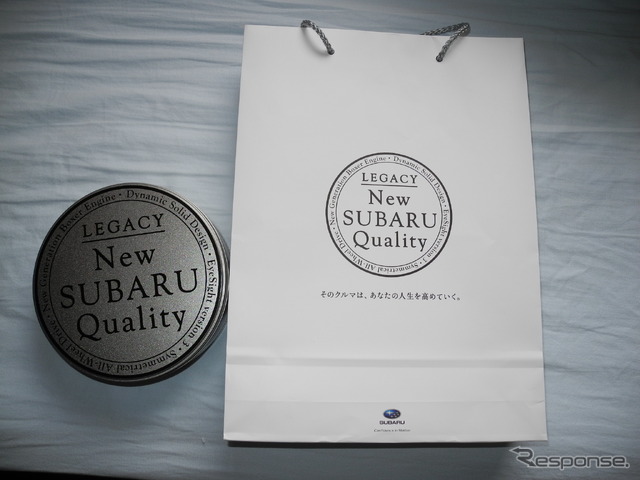 LEGACY
New
SUBARU
Quality
New Generation Boxer Engine • Dynamic Solid Design • EyeSight version 3 • Symmetrical All-Wheel Drive •
LEGACY
New
SUBARU
Quality
New Generation Boxer Engine • Dynamic Solid Design • EyeSight version 3 • Symmetrical All-Wheel Drive •
そのクルマは、あなたの人生を高めていく。
SUBARU
Response.